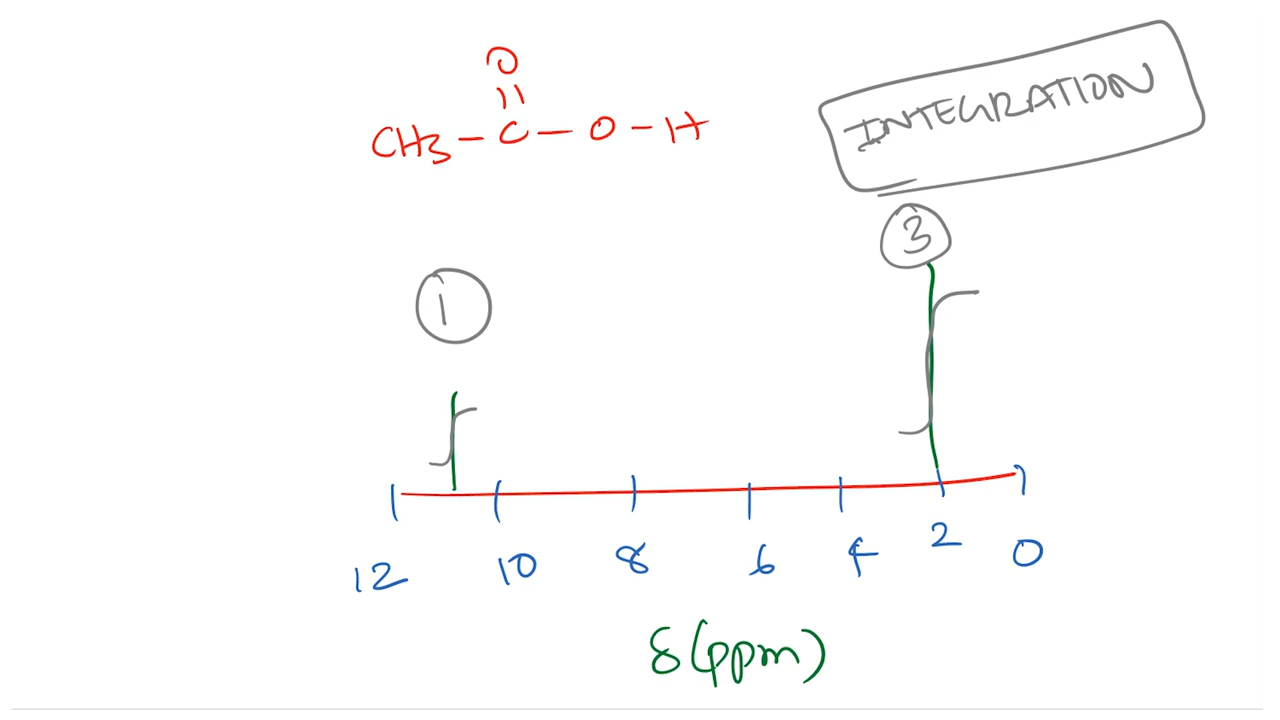 O
||
CH3-C-O-H
INTEGRATION
3
1
12 10 8 6 4 2 0
δ(ppm)